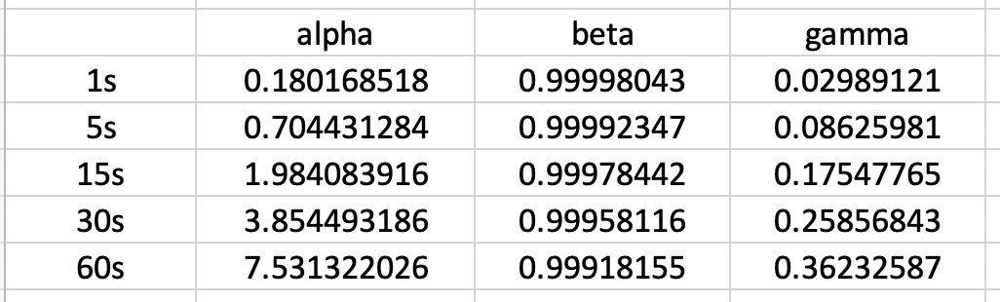 alpha beta gamma
1s 0.180168518 0.99998043 0.02989121
5s 0.704431284 0.99992347 0.08625981
15s 1.984083916 0.99978442 0.17547765
30s 3.854493186 0.99958116 0.25856843
60s 7.531322026 0.99918155 0.36232587